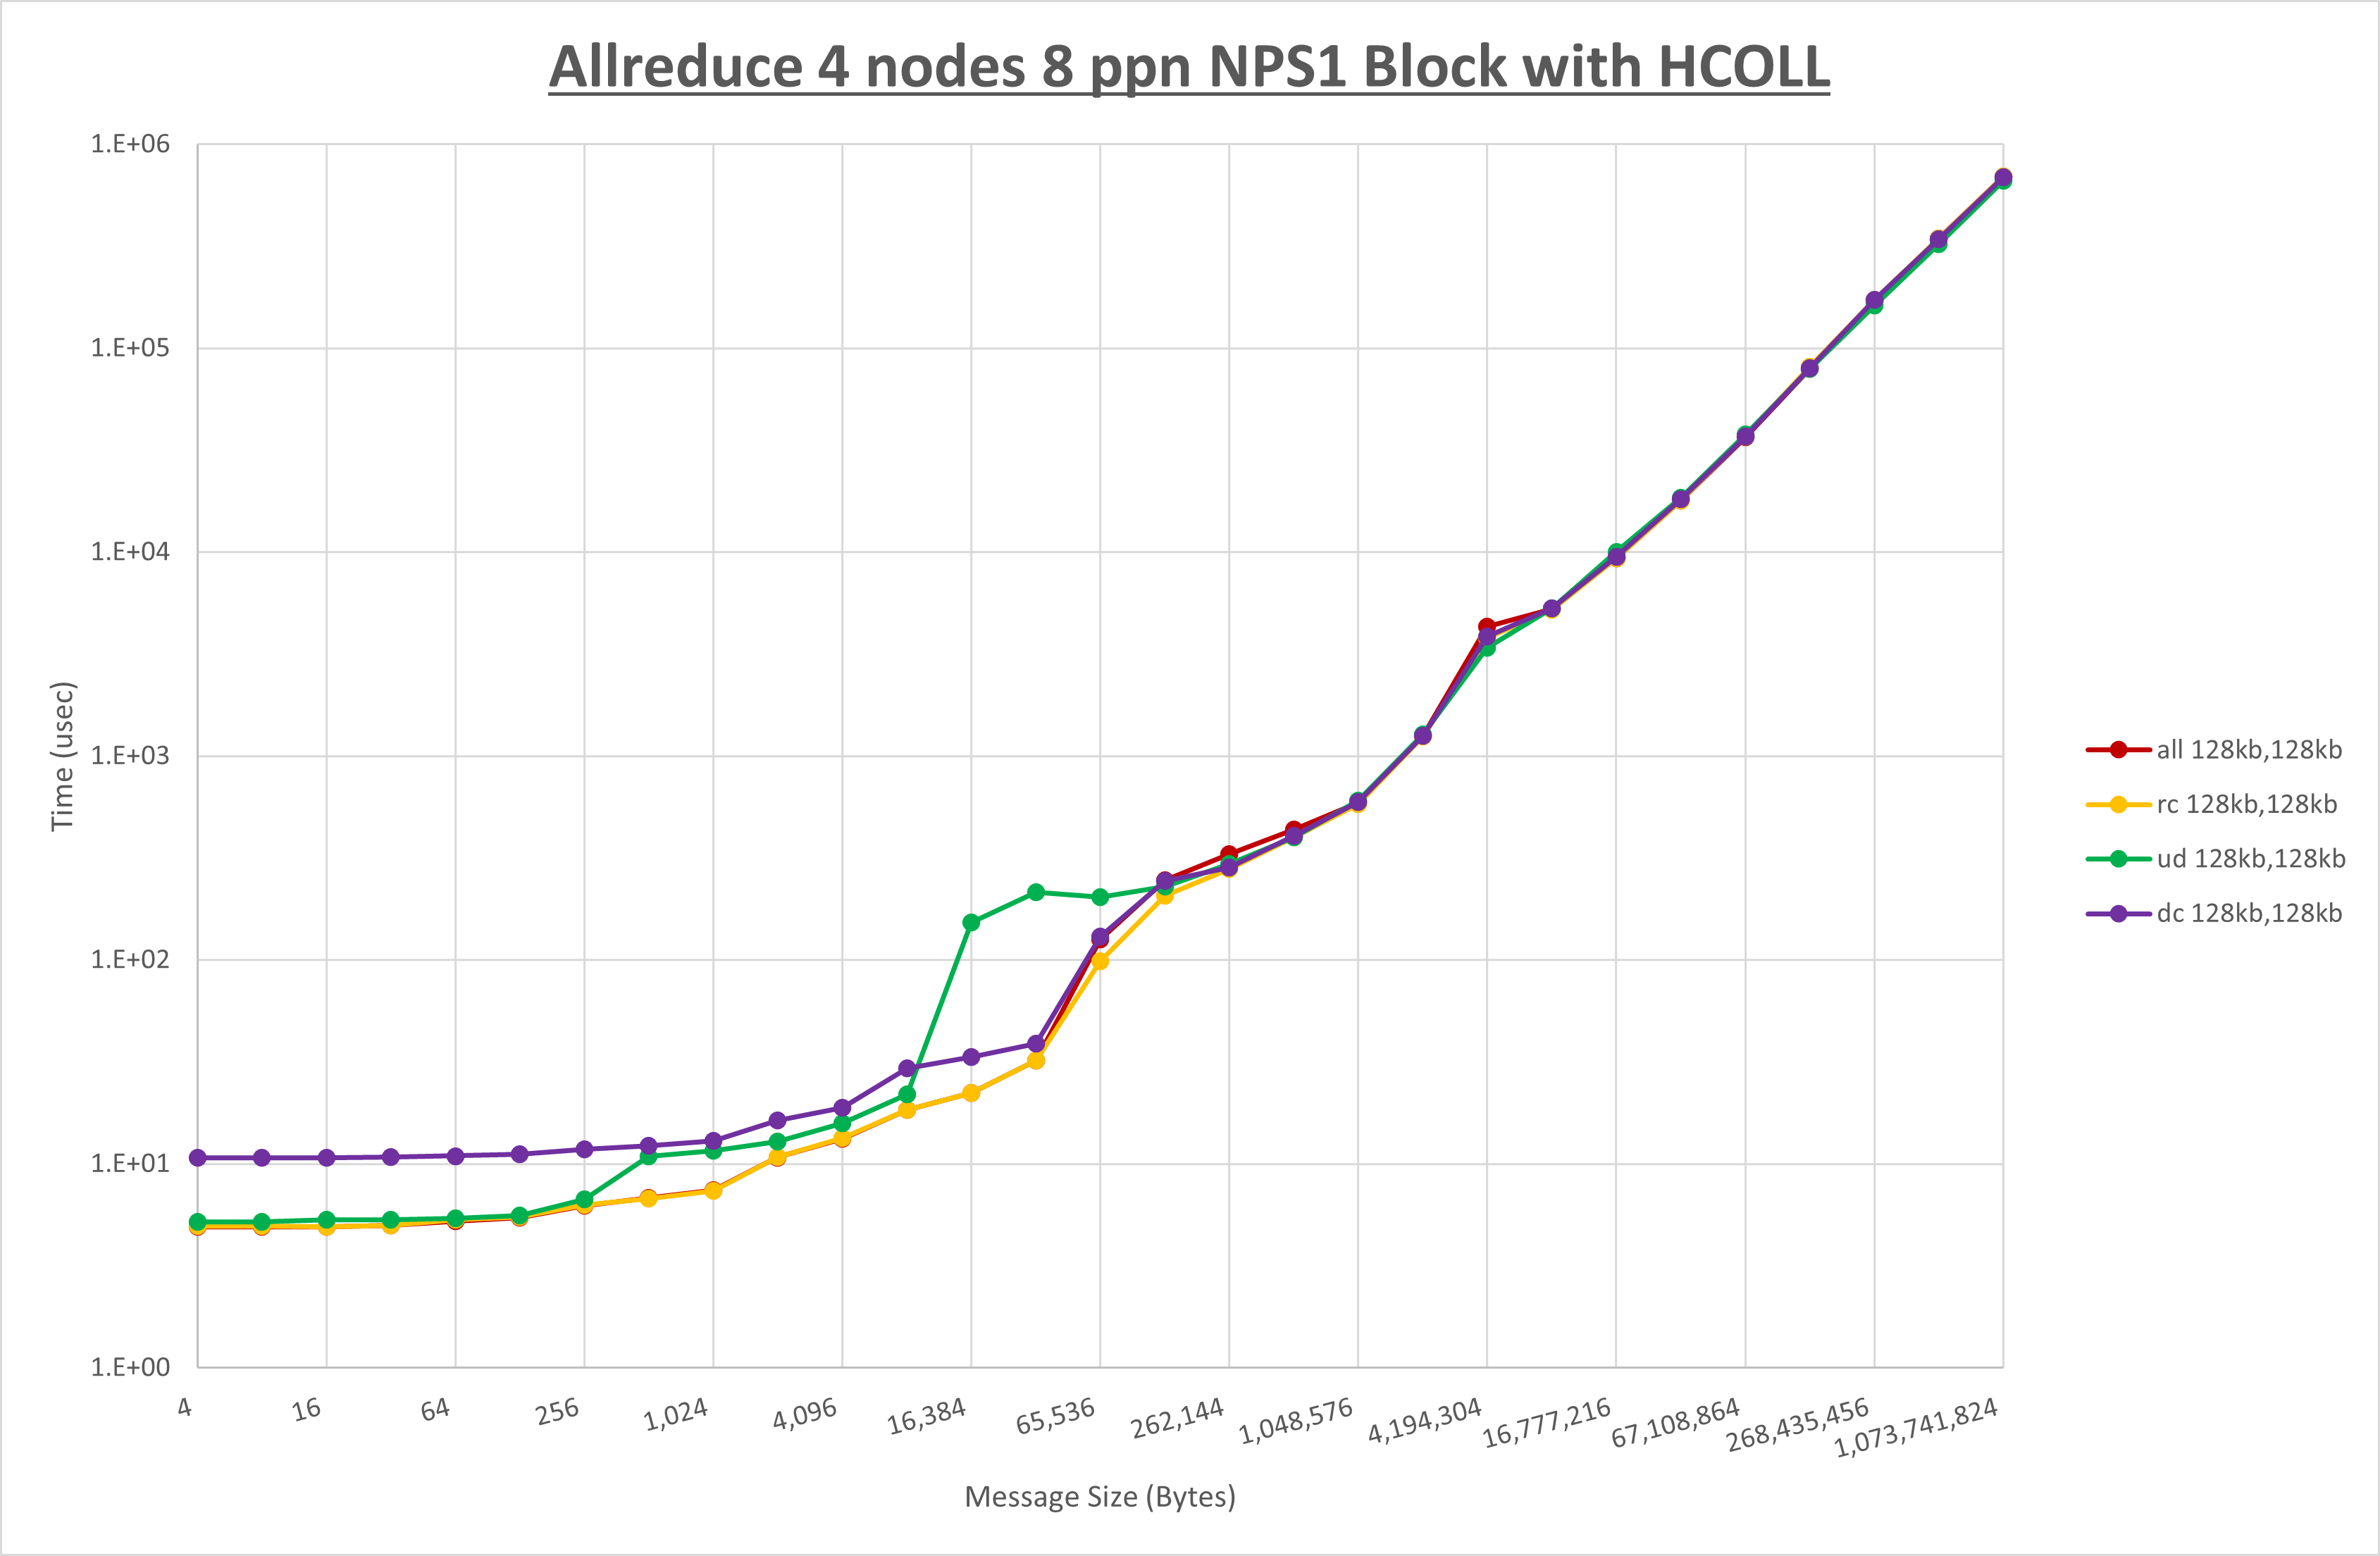 Allreduce 4 nodes 8 ppn NPS1 Block with HCOLL
1.E+06
1.E+05
1.E+04
1.E+03
1.E+02
1.E+01
1.E+00
Time (usec)
4
16
64
256
1,024
4,096
16,384
65,536
262,144
1,048,576
4,194,304
16,777,216
67,108,864
268,435,456
1,073,741,824
Message Size (Bytes)
all 128kb,128kb
rc 128kb,128kb
ud 128kb,128kb
dc 128kb,128kb